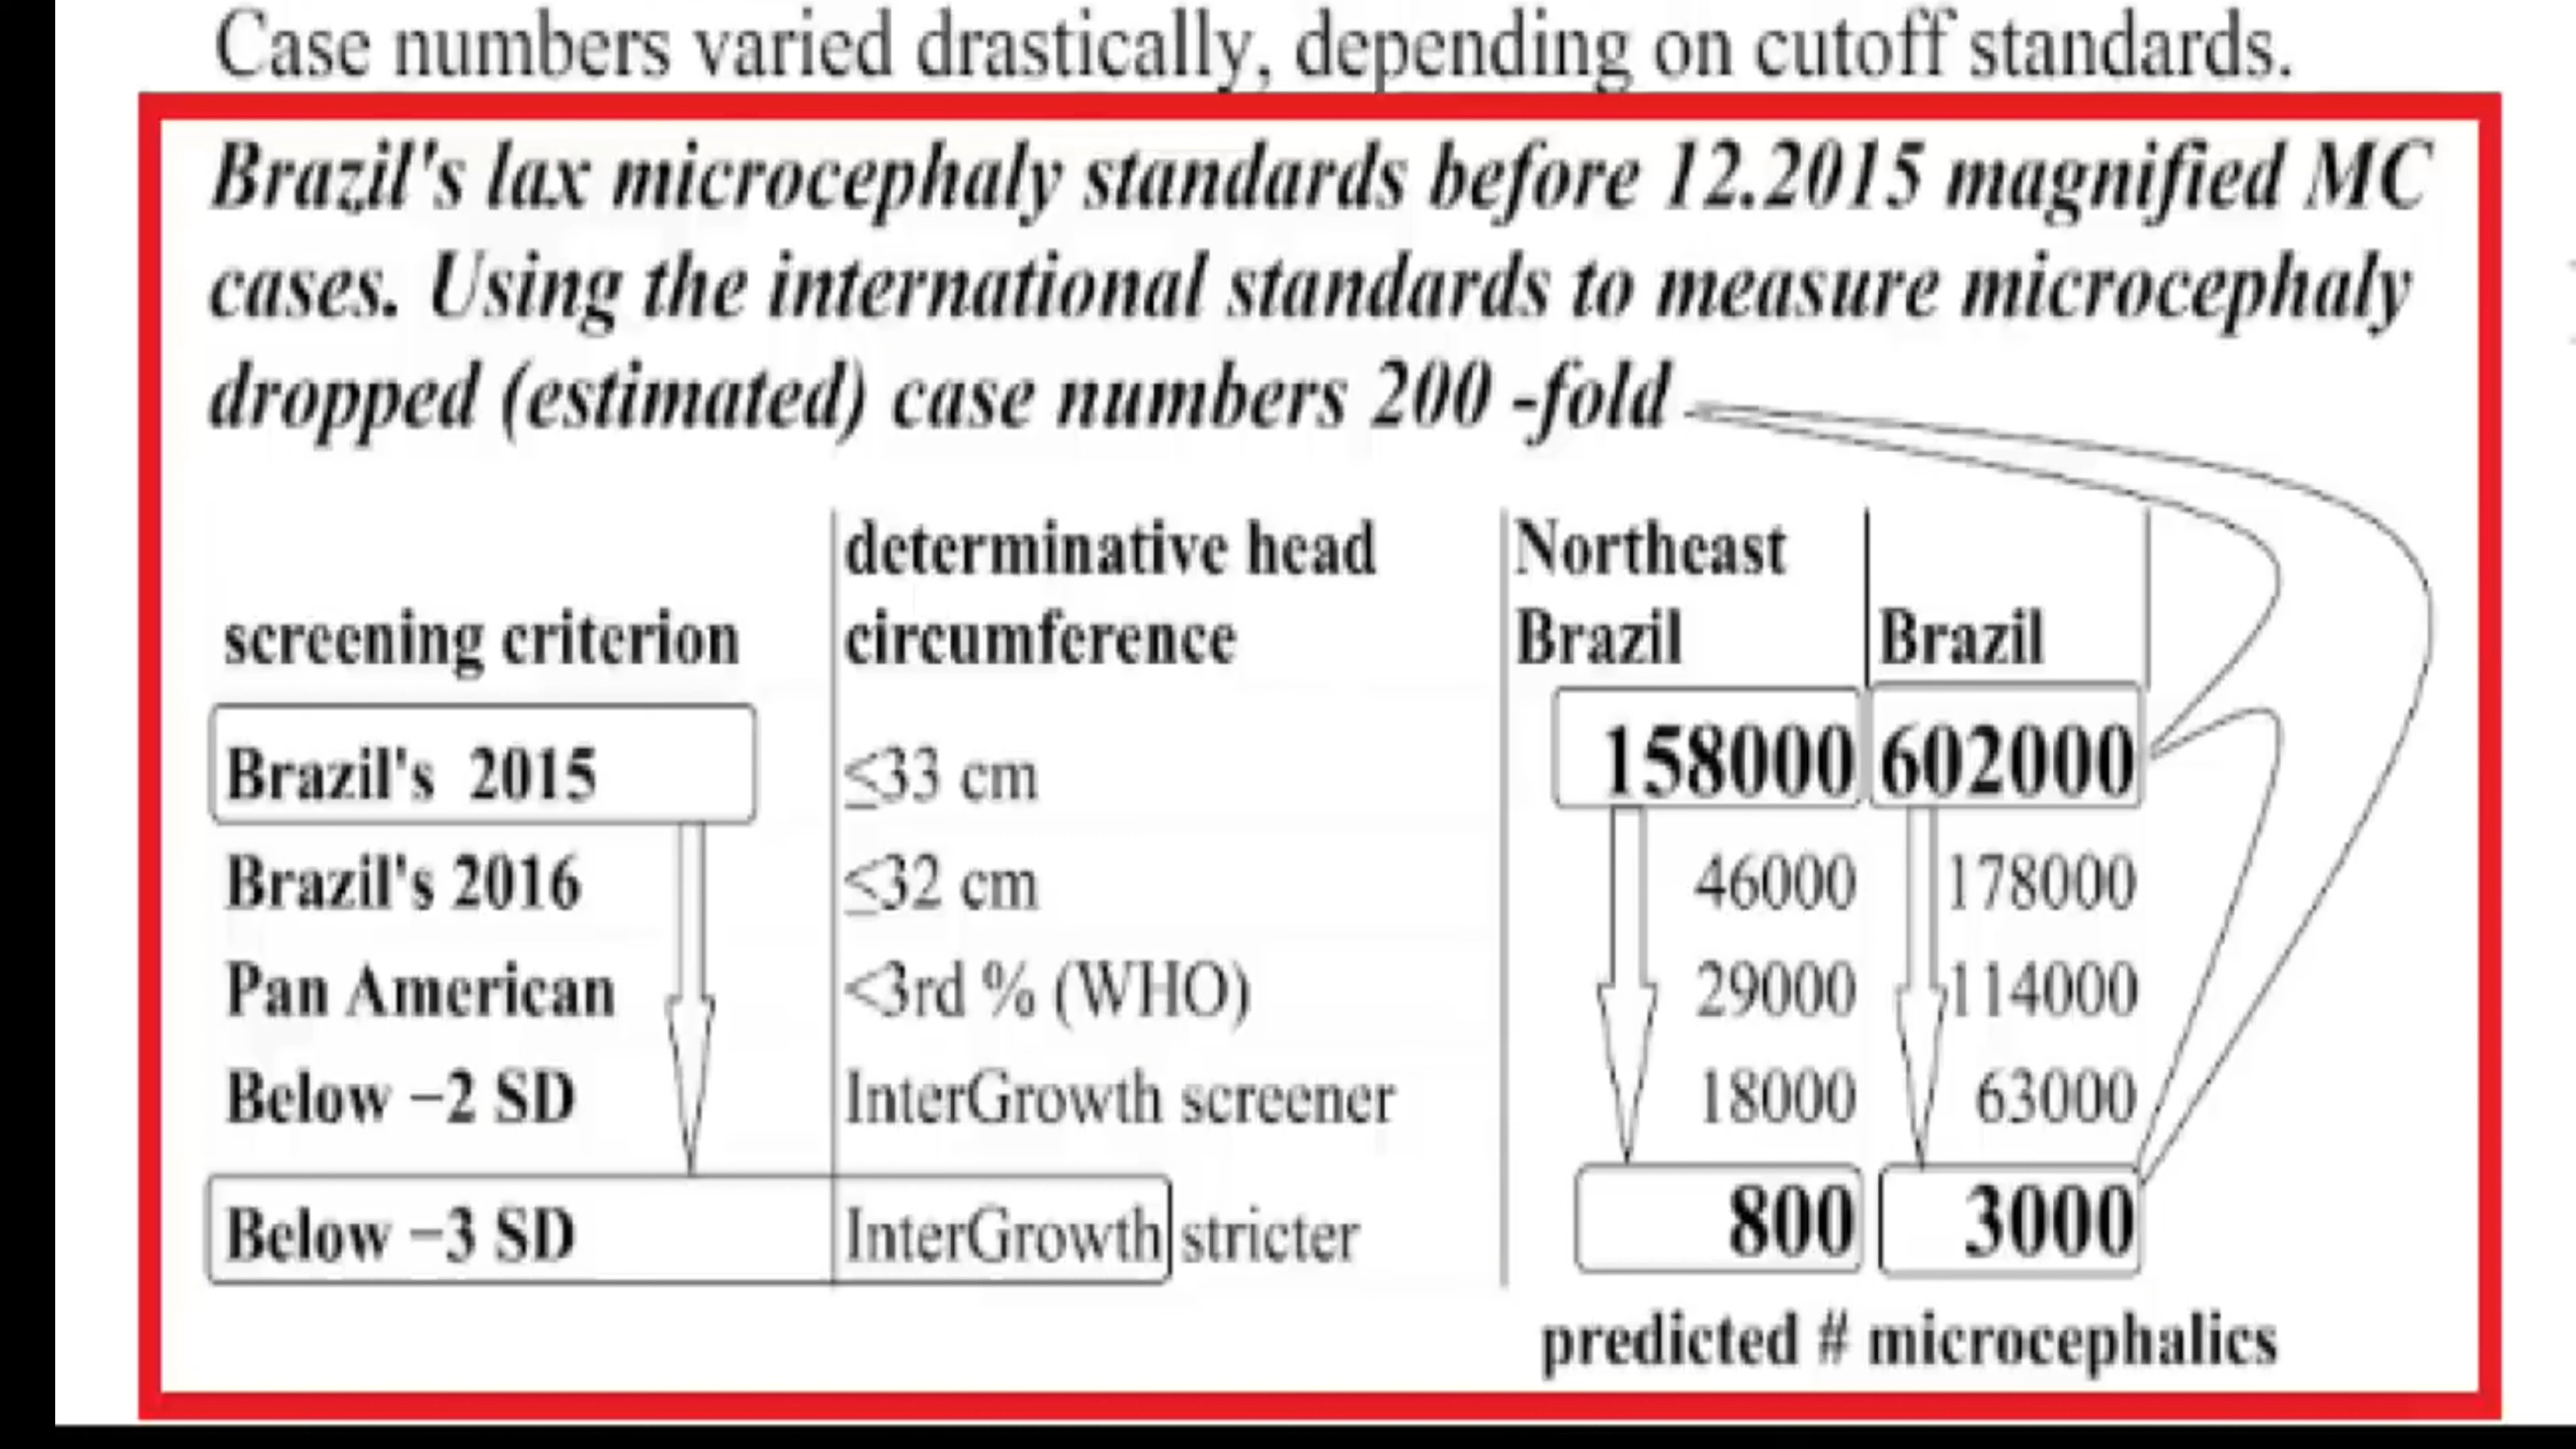 Case numbers varied drastically, depending on cutoff standards.
Brazil's lax microcephaly standards before 12.2015 magnified MC
cases. Using the international standards to measure microcephaly
dropped (estimated) case numbers 200 -fold
determinative head Northeast
screening criterion circumference Brazil Brazil
Brazil's 2015 ≤33 cm 158000 602000
Brazil's 2016 ≤32 cm 46000 178000
Pan American <3rd % (WHO) 29000 114000
Below −2 SD InterGrowth screener 18000 63000
Below −3 SD InterGrowth stricter 800 3000
predicted # microcephalics